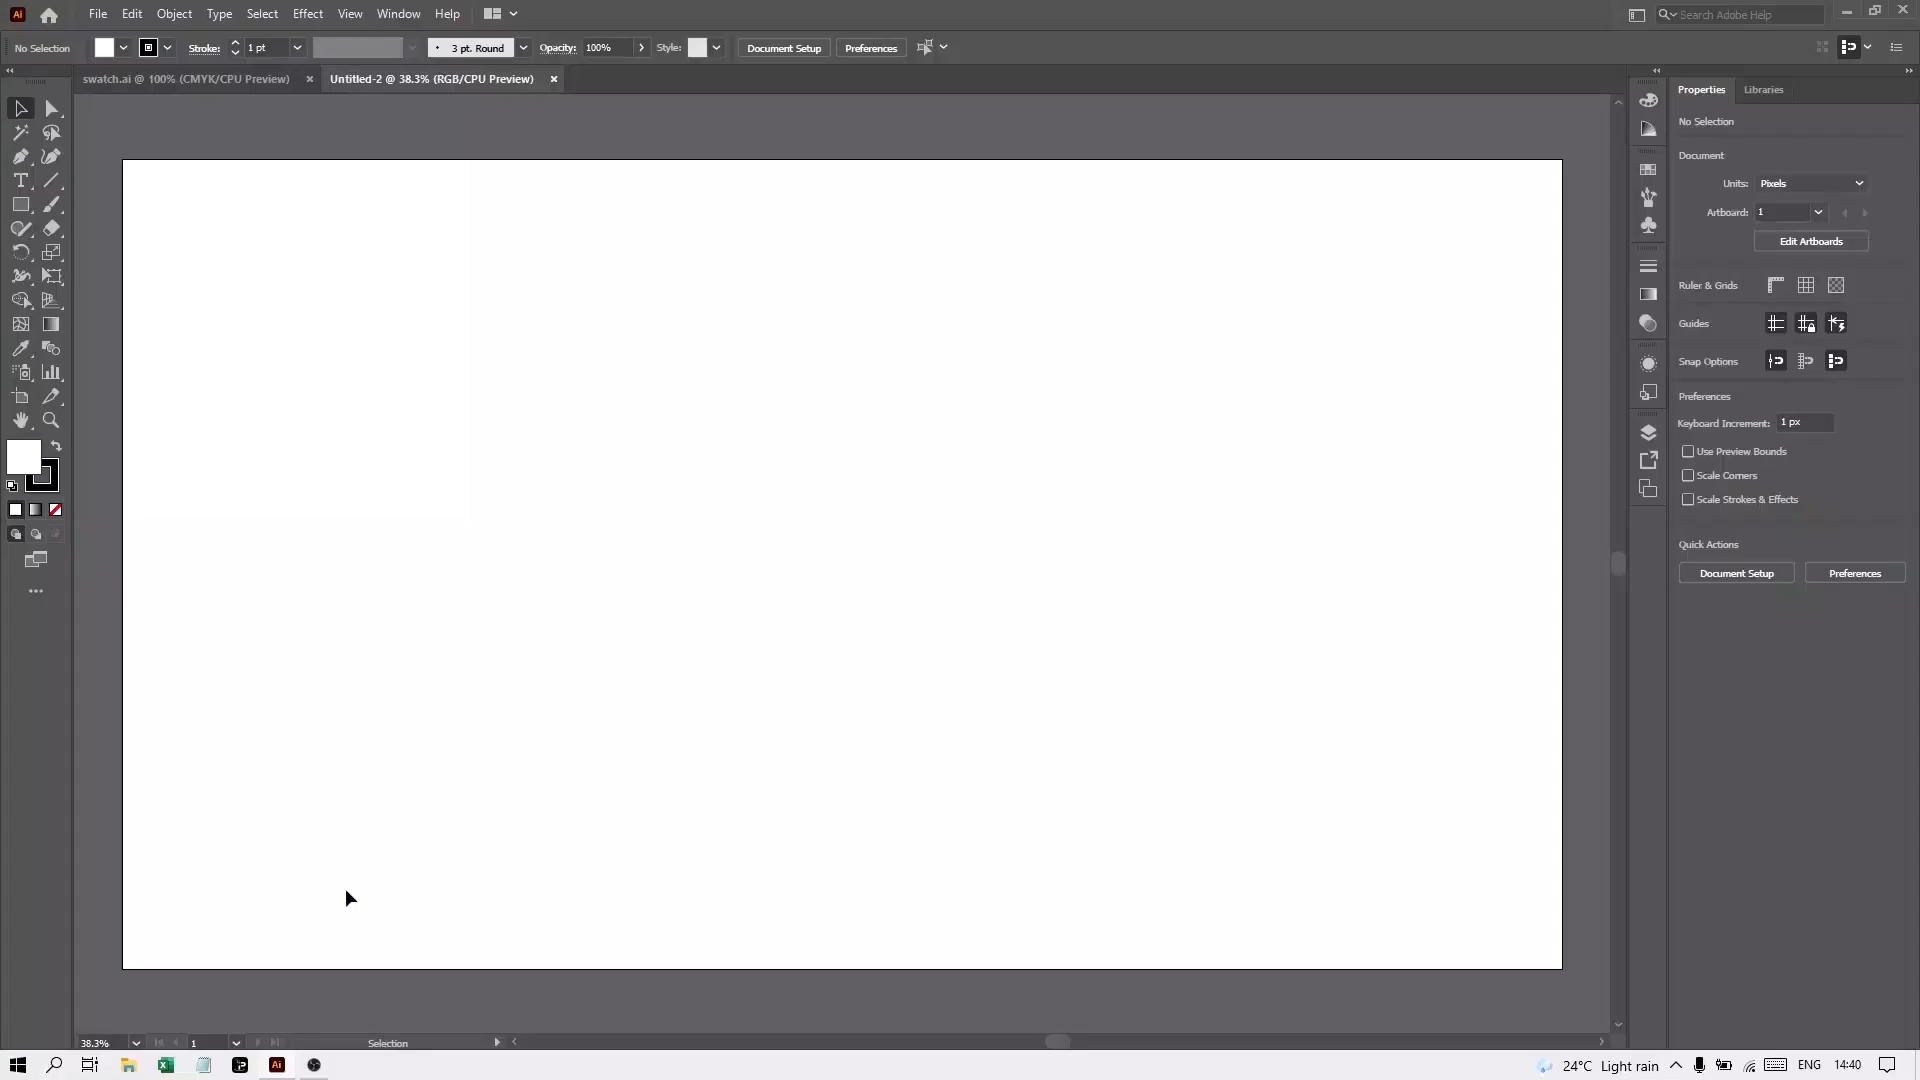 Ai File Edit Object Type Select Effect View Window Help Search Adobe Help
No Selection Stroke: 1 pt 3 pt. Round Opacity: 100% Style: Document Setup Preferences
swatch.ai @ 100% (CMYK/CPU Preview) Untitled-2 @ 38.3% (RGB/CPU Preview)
Properties Libraries
No Selection
Document
Units: Pixels
Artboard: 1
Edit Artboards
Ruler & Grids
Guides
Snap Options
Preferences
Keyboard Increment: 1 px
Use Preview Bounds
Scale Corners
Scale Strokes & Effects
Quick Actions
Document Setup Preferences
38.3% 1 Selection
Ai 24°C Light rain ENG 14:40